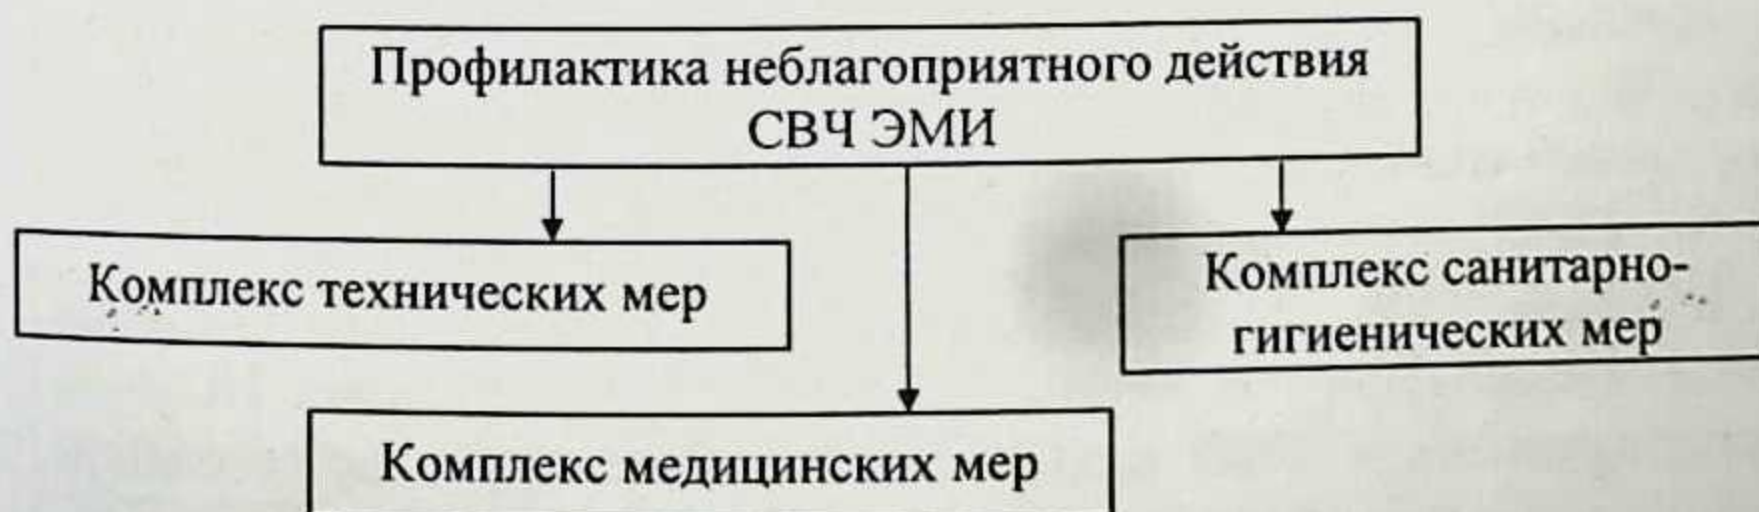 Профилактика неблагоприятного действия
СВЧ ЭМИ
Комплекс технических мер
Комплекс санитарно-
гигиенических мер
Комплекс медицинских мер